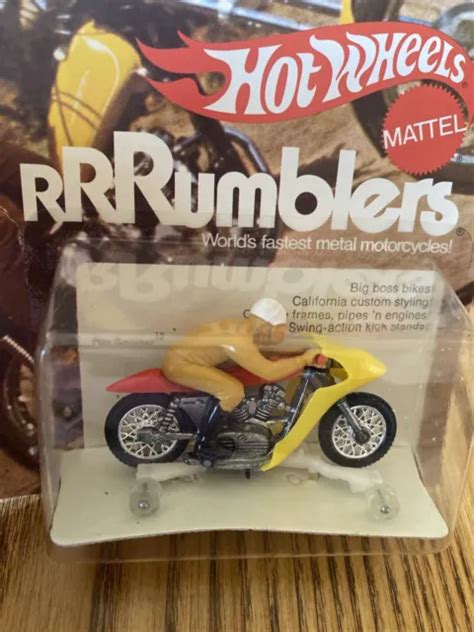 HOT WHEELS®
MATTEL
RRRumblers®
World's fastest metal motorcycles!
Big boss bikes!
California custom styling!
frames, pipes 'n engines.
Swing-action kick stands!